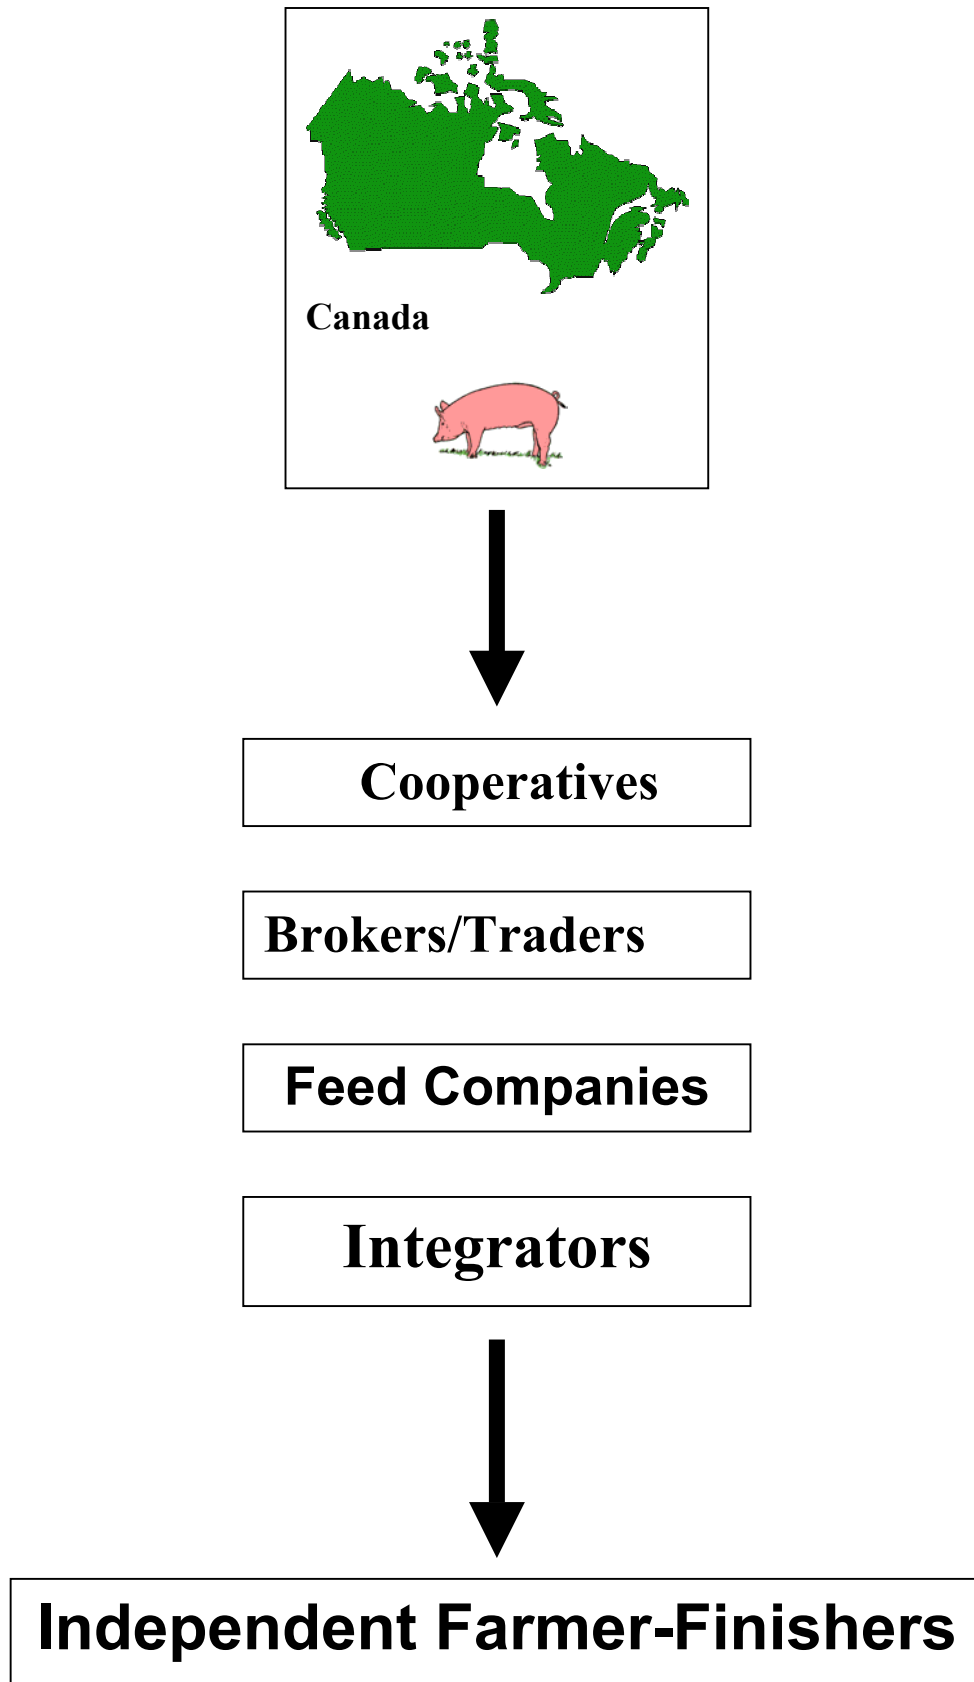 Canada
Cooperatives
Brokers/Traders
Feed Companies
Integrators
Independent Farmer-Finishers